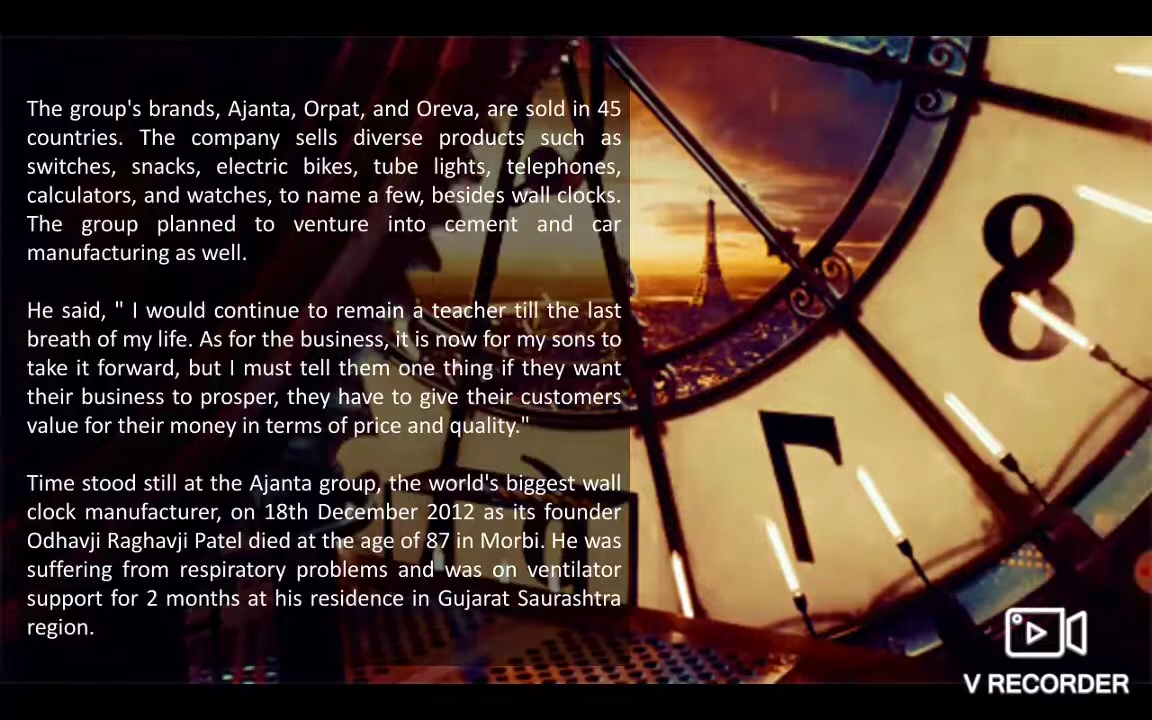 The group's brands, Ajanta, Orpat, and Oreva, are sold in 45
countries. The company sells diverse products such as
switches, snacks, electric bikes, tube lights, telephones,
calculators, and watches, to name a few, besides wall clocks.
The group planned to venture into cement and car
manufacturing as well.
He said, " I would continue to remain a teacher till the last
breath of my life. As for the business, it is now for my sons to
take it forward, but I must tell them one thing if they want
their business to prosper, they have to give their customers
value for their money in terms of price and quality."
Time stood still at the Ajanta group, the world's biggest wall
clock manufacturer, on 18th December 2012 as its founder
Odhavji Raghavji Patel died at the age of 87 in Morbi. He was
suffering from respiratory problems and was on ventilator
support for 2 months at his residence in Gujarat Saurashtra
region.
8
7
V RECORDER